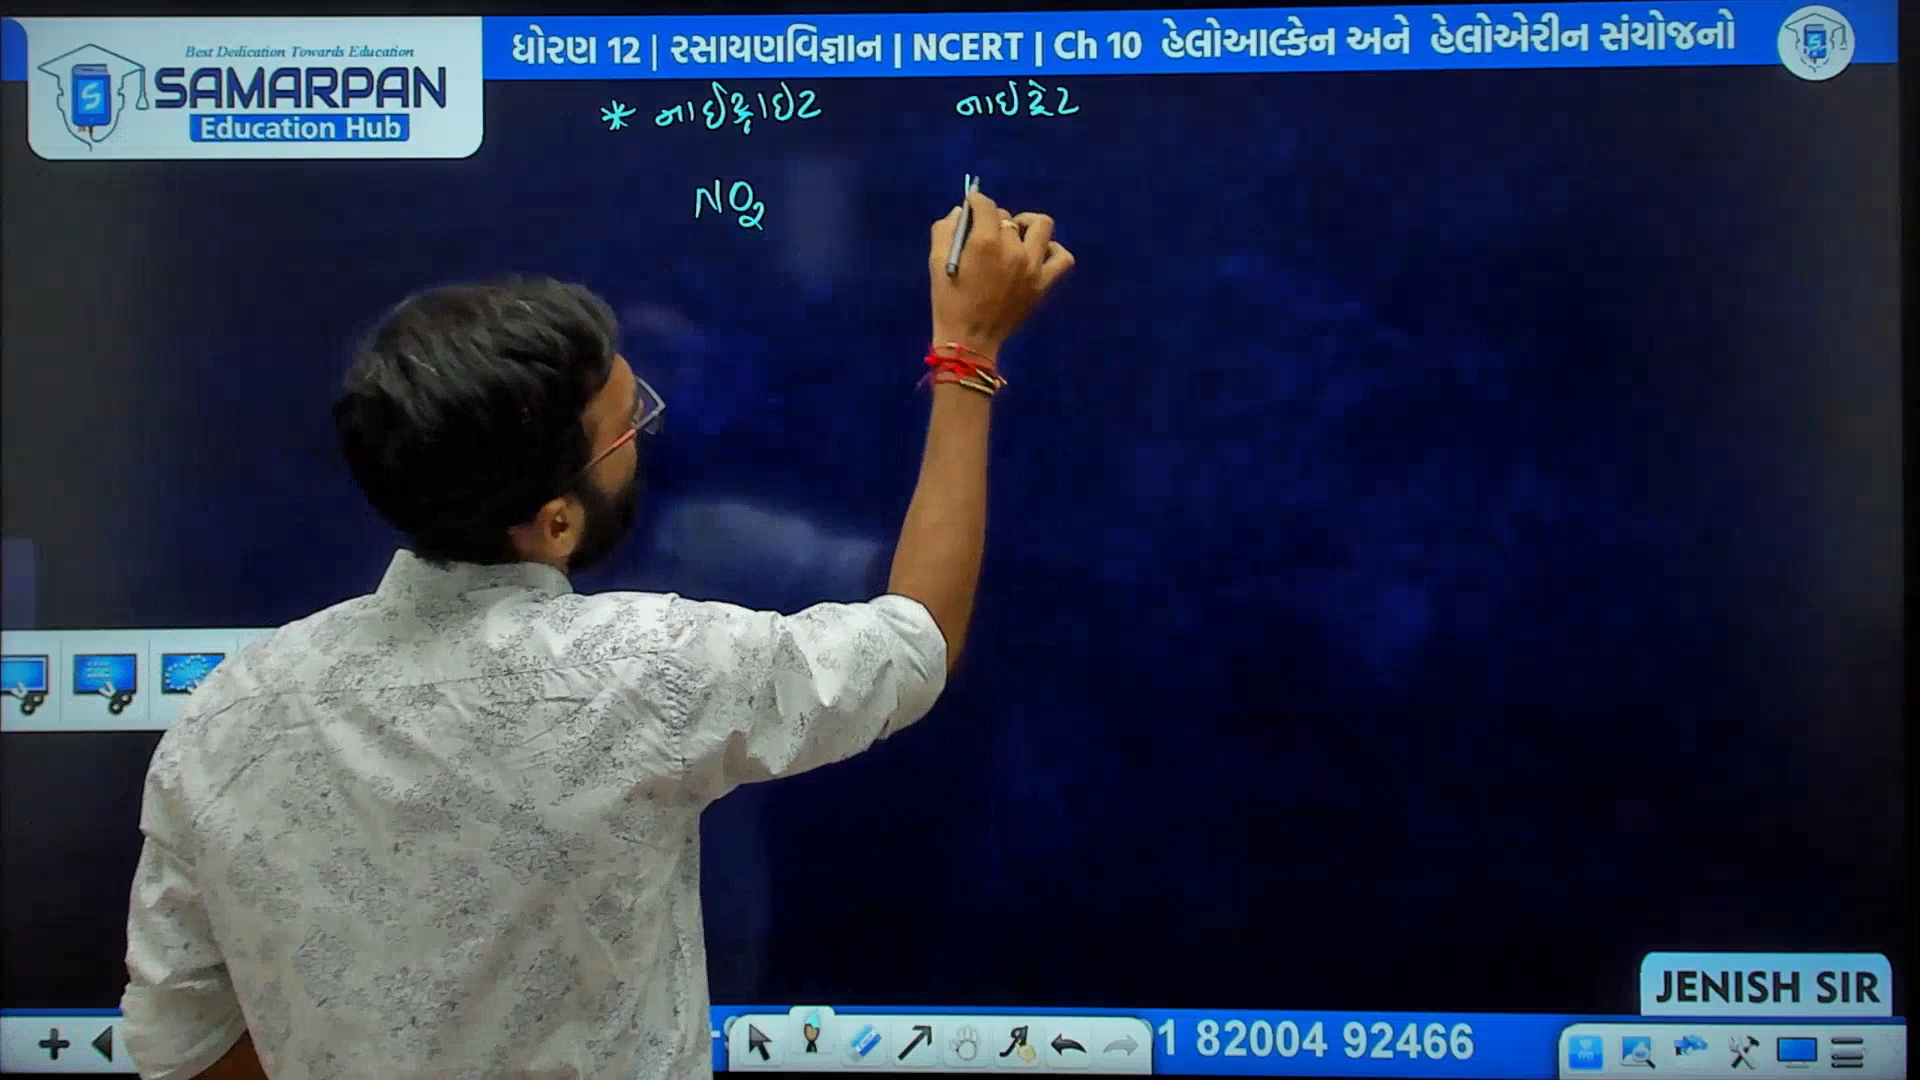 Best Dedication Towards Education
SAMARPAN
Education Hub
S
ધોરણ 12 | રસાયણવિજ્ઞાન | NCERT | Ch 10 હેલોઆલ્કેન અને હેલોએરીન સંયોજનો
* નાઈટ્રાઈટ નાઈટ્રેટ
NO2
JENISH SIR
1 82004 92466